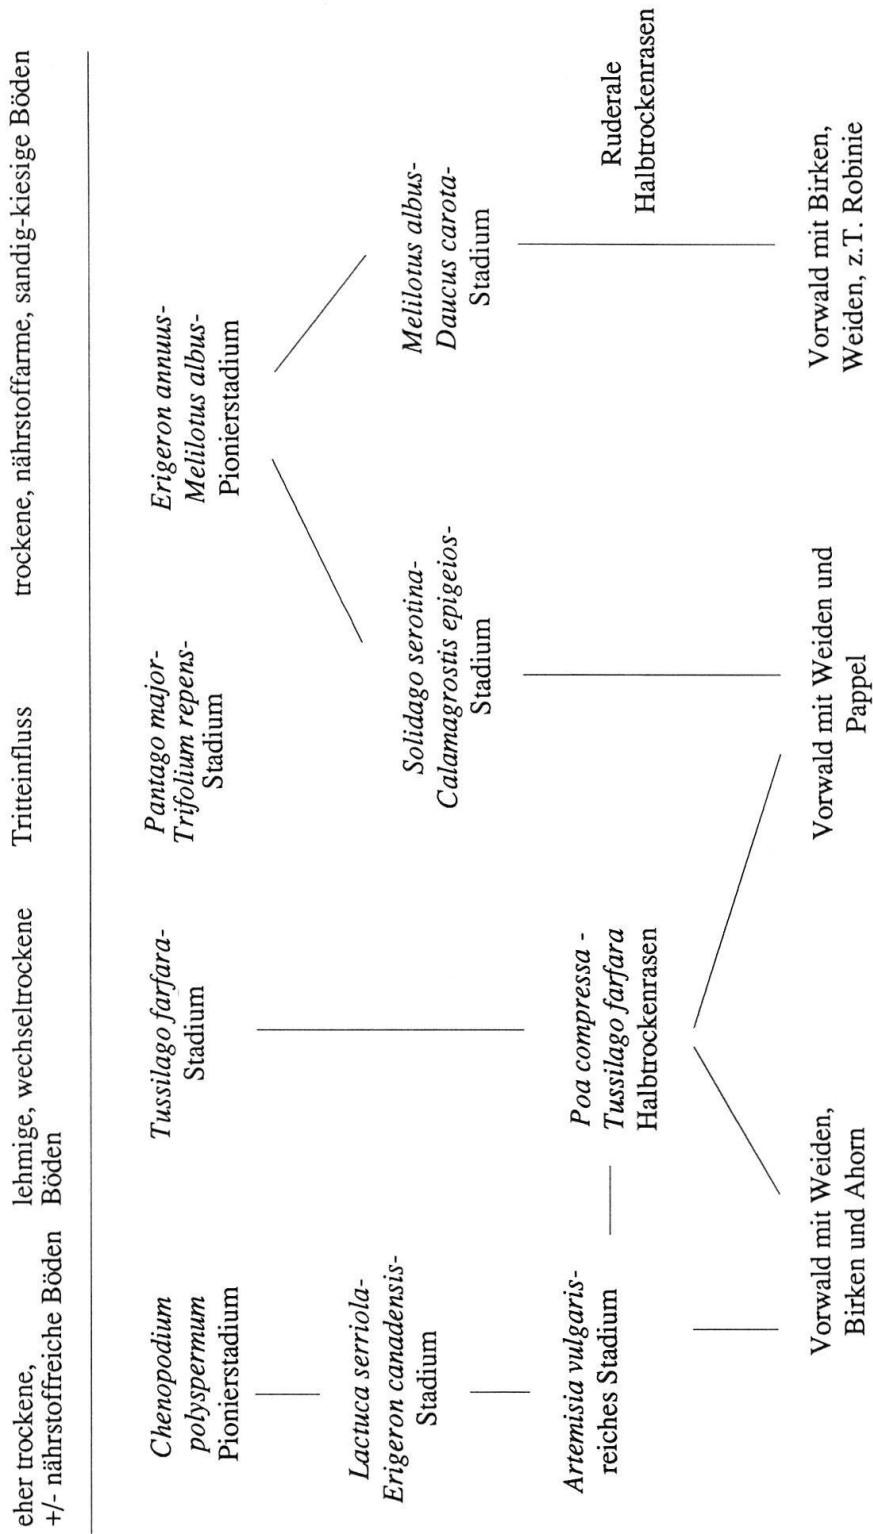 eher trockene,
+/- nährstoffreiche Böden
lehmige, wechseltrockene
Böden
Tritteinfluss
trockene, nährstoffarme, sandig-kiesige Böden
Chenopodium
polyspermum
Pionierstadium
Tussilago farfara-
Stadium
Pantago major-
Trifolium repens-
Stadium
Erigeron annuus-
Melilotus albus-
Pionierstadium
Lactuca serriola-
Erigeron canadensis-
Stadium
Solidago serotina-
Calamagrostis epigeios-
Stadium
Melilotus albus-
Daucus carota-
Stadium
Artemisia vulgaris-
reiches Stadium
Poa compressa -
Tussilago farfara
Halbtrockenrasen
Ruderale
Halbtrockenrasen
Vorwald mit Weiden,
Birken und Ahorn
Vorwald mit Weiden und
Pappel
Vorwald mit Birken,
Weiden, z.T. Robinie